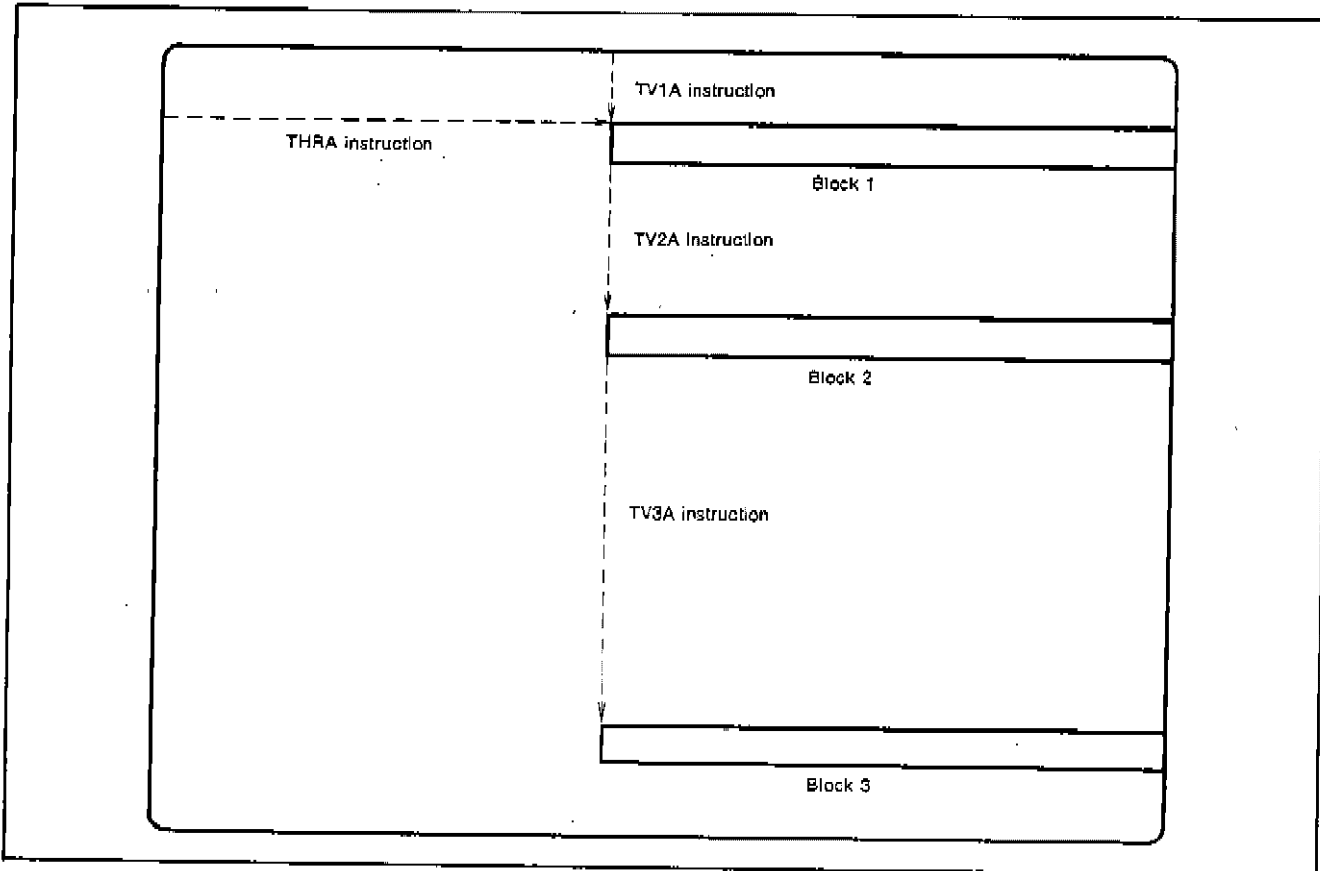 TV1A instruction
THRA instruction
Block 1
TV2A instruction
Block 2
TV3A instruction
Block 3